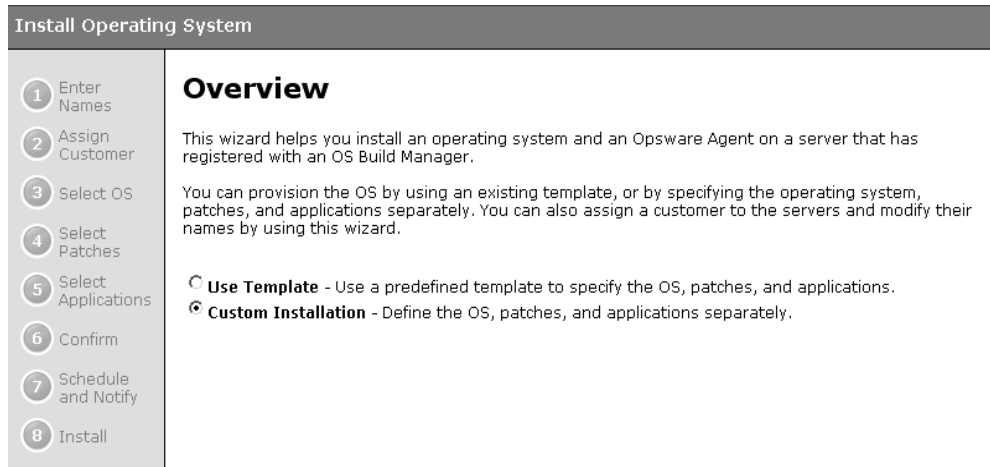 Install Operating System
1 Enter
Names
2 Assign
Customer
3 Select OS
4 Select
Patches
5 Select
Applications
6 Confirm
7 Schedule
and Notify
8 Install
Overview
This wizard helps you install an operating system and an Opsware Agent on a server that has
registered with an OS Build Manager.
You can provision the OS by using an existing template, or by specifying the operating system,
patches, and applications separately. You can also assign a customer to the servers and modify their
names by using this wizard.
Use Template - Use a predefined template to specify the OS, patches, and applications.
Custom Installation - Define the OS, patches, and applications separately.